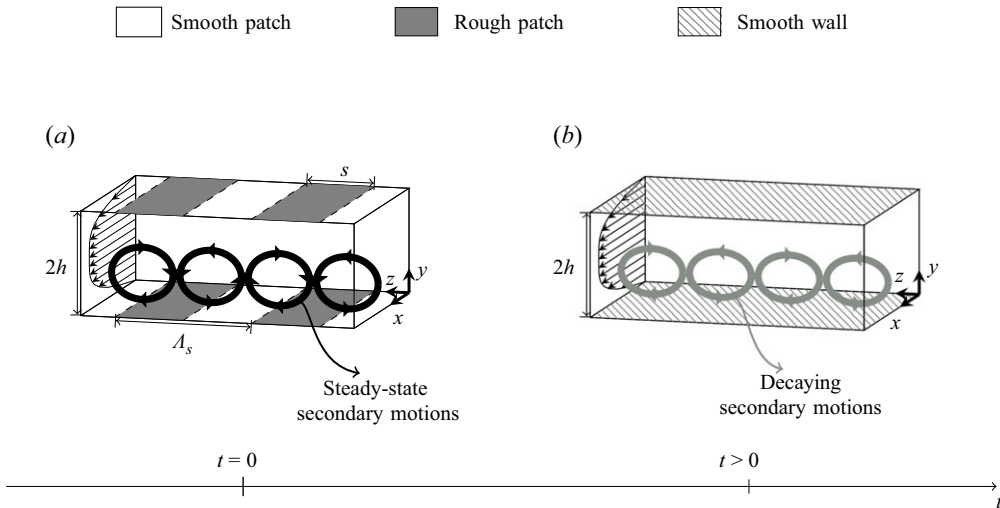 Smooth patch
Rough patch
Smooth wall
(a)
(b)
s
2h
y
z
x
Λs
Steady-state
secondary motions
2h
y
z
x
Decaying
secondary motions
t = 0
t > 0
t